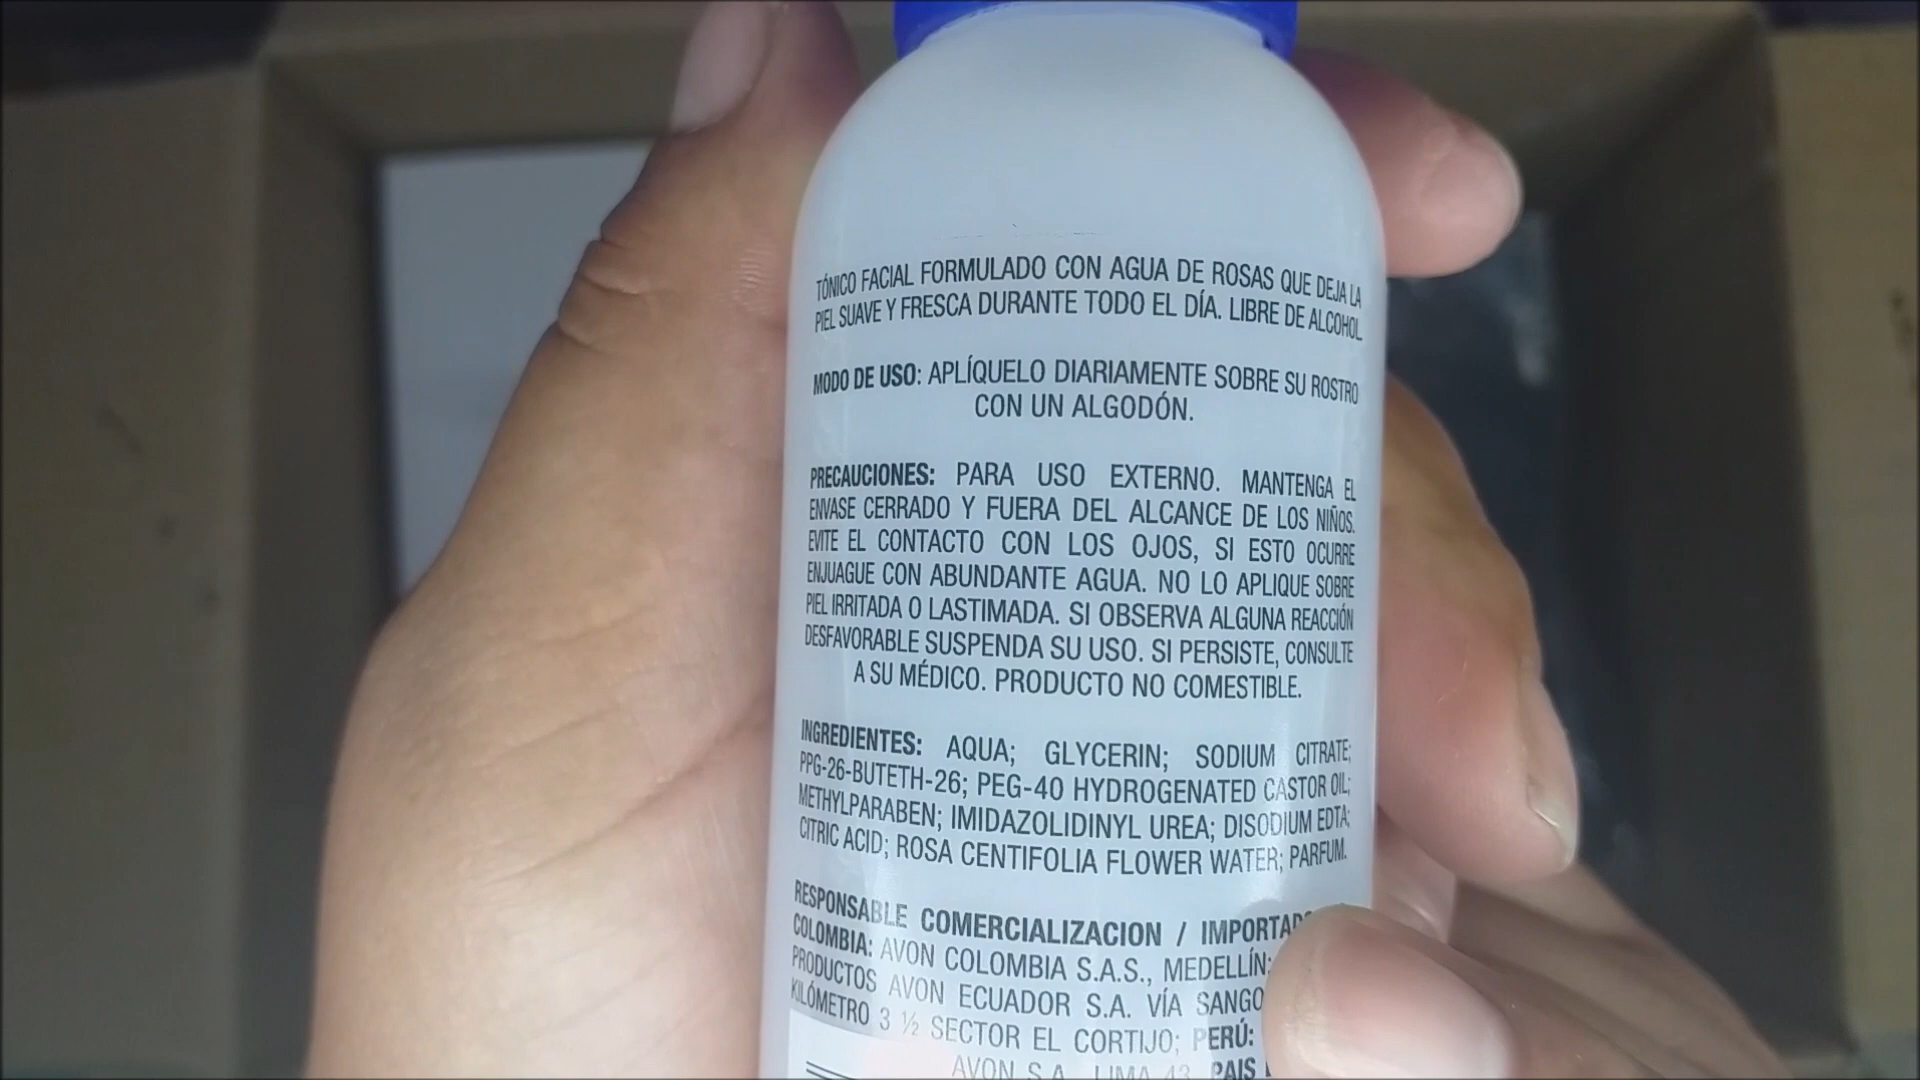 TÓNICO FACIAL FORMULADO CON AGUA DE ROSAS QUE DEJA LA
PIEL SUAVE Y FRESCA DURANTE TODO EL DÍA. LIBRE DE ALCOHOL
MODO DE USO: APLÍQUELO DIARIAMENTE SOBRE SU ROSTRO
CON UN ALGODÓN.
PRECAUCIONES: PARA USO EXTERNO. MANTENGA EL
ENVASE CERRADO Y FUERA DEL ALCANCE DE LOS NIÑOS.
EVITE EL CONTACTO CON LOS OJOS, SI ESTO OCURRE
ENJUAGUE CON ABUNDANTE AGUA. NO LO APLIQUE SOBRE
PIEL IRRITADA O LASTIMADA. SI OBSERVA ALGUNA REACCIÓN
DESFAVORABLE SUSPENDA SU USO. SI PERSISTE, CONSULTE
A SU MÉDICO. PRODUCTO NO COMESTIBLE.
INGREDIENTES: AQUA; GLYCERIN; SODIUM CITRATE;
PPG-26-BUTETH-26; PEG-40 HYDROGENATED CASTOR OIL;
METHYLPARABEN; IMIDAZOLIDINYL UREA; DISODIUM EDTA;
CITRIC ACID; ROSA CENTIFOLIA FLOWER WATER; PARFUM.
RESPONSABLE COMERCIALIZACION /
COLOMBIA: AVON COLOMBIA S.A.S., MEDELLÍN;
PRODUCTOS AVON ECUADOR S.A. VÍA
KILÓMETRO 3 ½ SECTOR EL CORTIJO; PERÚ:
AVON S.A. LIMA 43. PAIS